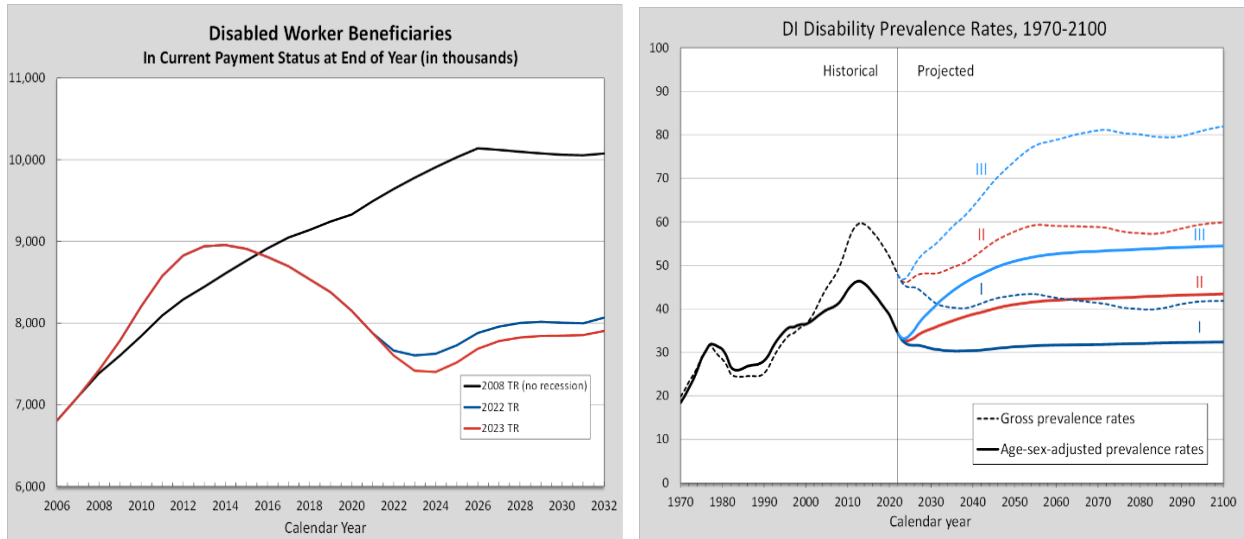 Disabled Worker Beneficiaries
In Current Payment Status at End of Year (in thousands)
11,000
10,000
9,000
8,000
7,000
6,000
2008 TR (no recession)
2022 TR
2023 TR
2006 2008 2010 2012 2014 2016 2018 2020 2022 2024 2026 2028 2030 2032
Calendar Year
DI Disability Prevalence Rates, 1970-2100
100
Historical Projected
90
80
70
III
60
II
III
50
I
II
40
I
30
20
Gross prevalence rates
10
Age-sex-adjusted prevalence rates
0
1970 1980 1990 2000 2010 2020 2030 2040 2050 2060 2070 2080 2090 2100
Calendar year